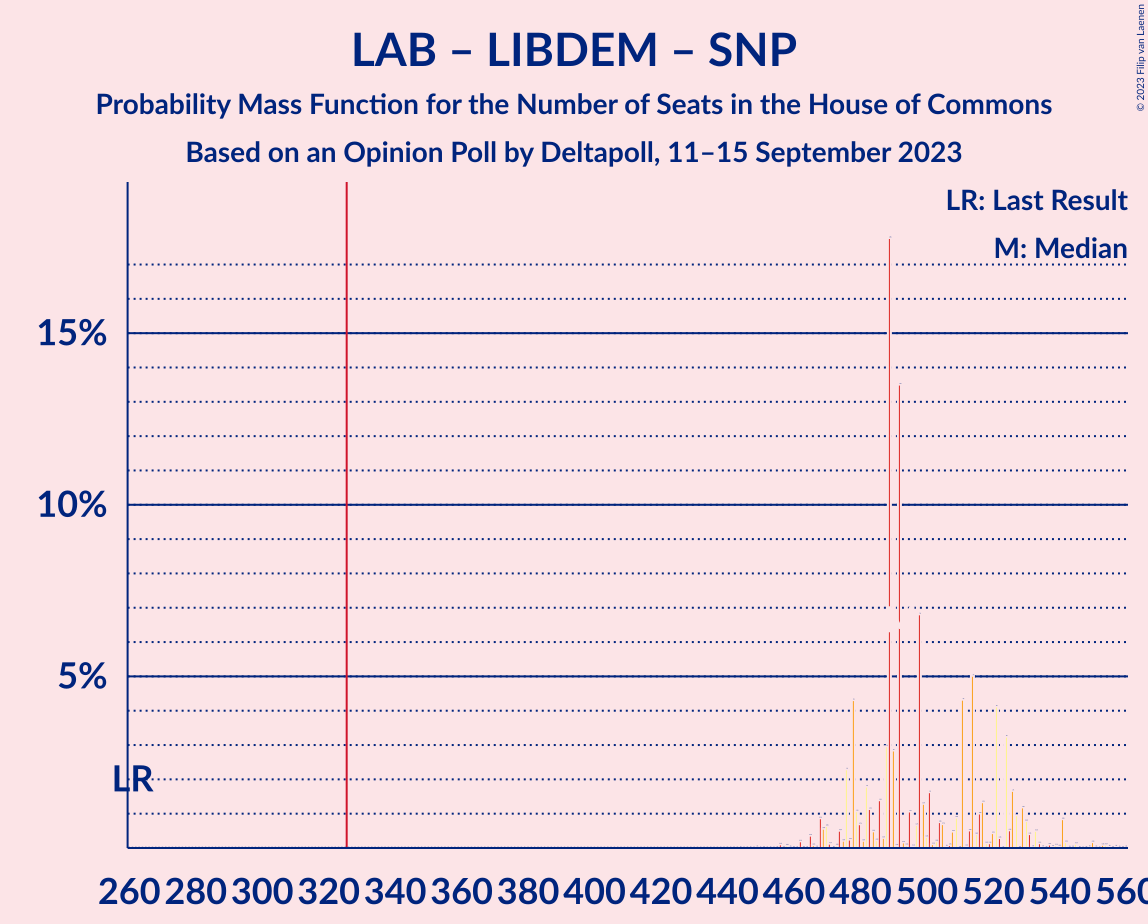 LAB – LIBDEM – SNP
Probability Mass Function for the Number of Seats in the House of Commons
Based on an Opinion Poll by Deltapoll, 11–15 September 2023
© 2023 Filip van Laenen
LR: Last Result
M: Median
15%
10%
5%
LR
260 280 300 320 340 360 380 400 420 440 460 480 500 520 540 560